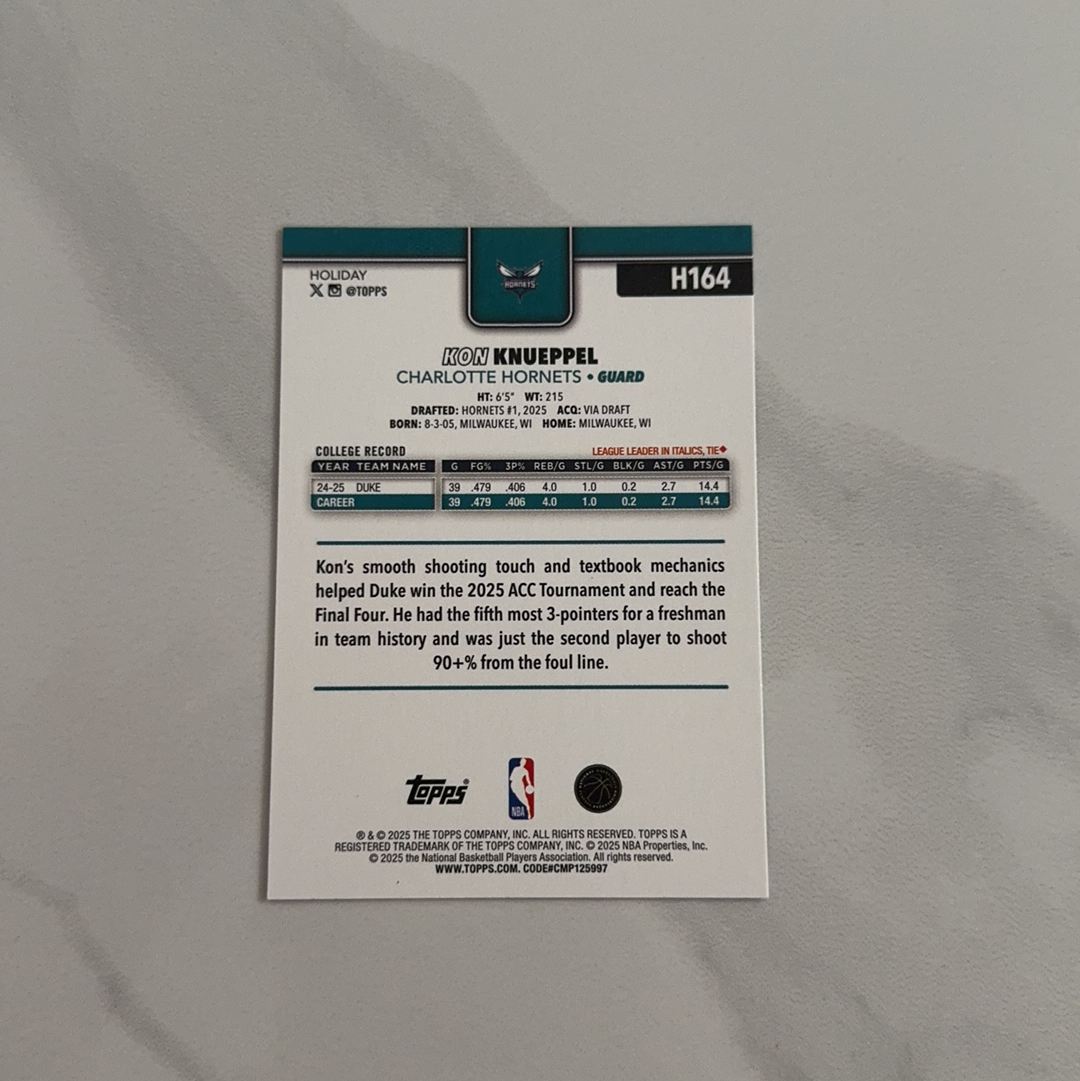 HOLIDAY
H164
X @TOPPS
HORNETS
KON KNUEPPEL
CHARLOTTE HORNETS • GUARD
HT: 6'5" WT: 215
DRAFTED: HORNETS #1, 2025 ACQ: VIA DRAFT
BORN: 8-3-05, MILWAUKEE, WI HOME: MILWAUKEE, WI
COLLEGE RECORD LEAGUE LEADER IN ITALICS, TIE◆
YEAR TEAM NAME G FG% 3P% REB/G STL/G BLK/G AST/G PTS/G
24-25 DUKE 39 .479 .406 4.0 1.0 0.2 2.7 14.4
CAREER 39 .479 .406 4.0 1.0 0.2 2.7 14.4
Kon's smooth shooting touch and textbook mechanics
helped Duke win the 2025 ACC Tournament and reach the
Final Four. He had the fifth most 3-pointers for a freshman
in team history and was just the second player to shoot
90+% from the foul line.
topps®
NBA
® & © 2025 THE TOPPS COMPANY, INC. ALL RIGHTS RESERVED. TOPPS IS A
REGISTERED TRADEMARK OF THE TOPPS COMPANY, INC. © 2025 NBA Properties, Inc.
© 2025 the National Basketball Players Association. All rights reserved.
WWW.TOPPS.COM. CODE#CMP125997